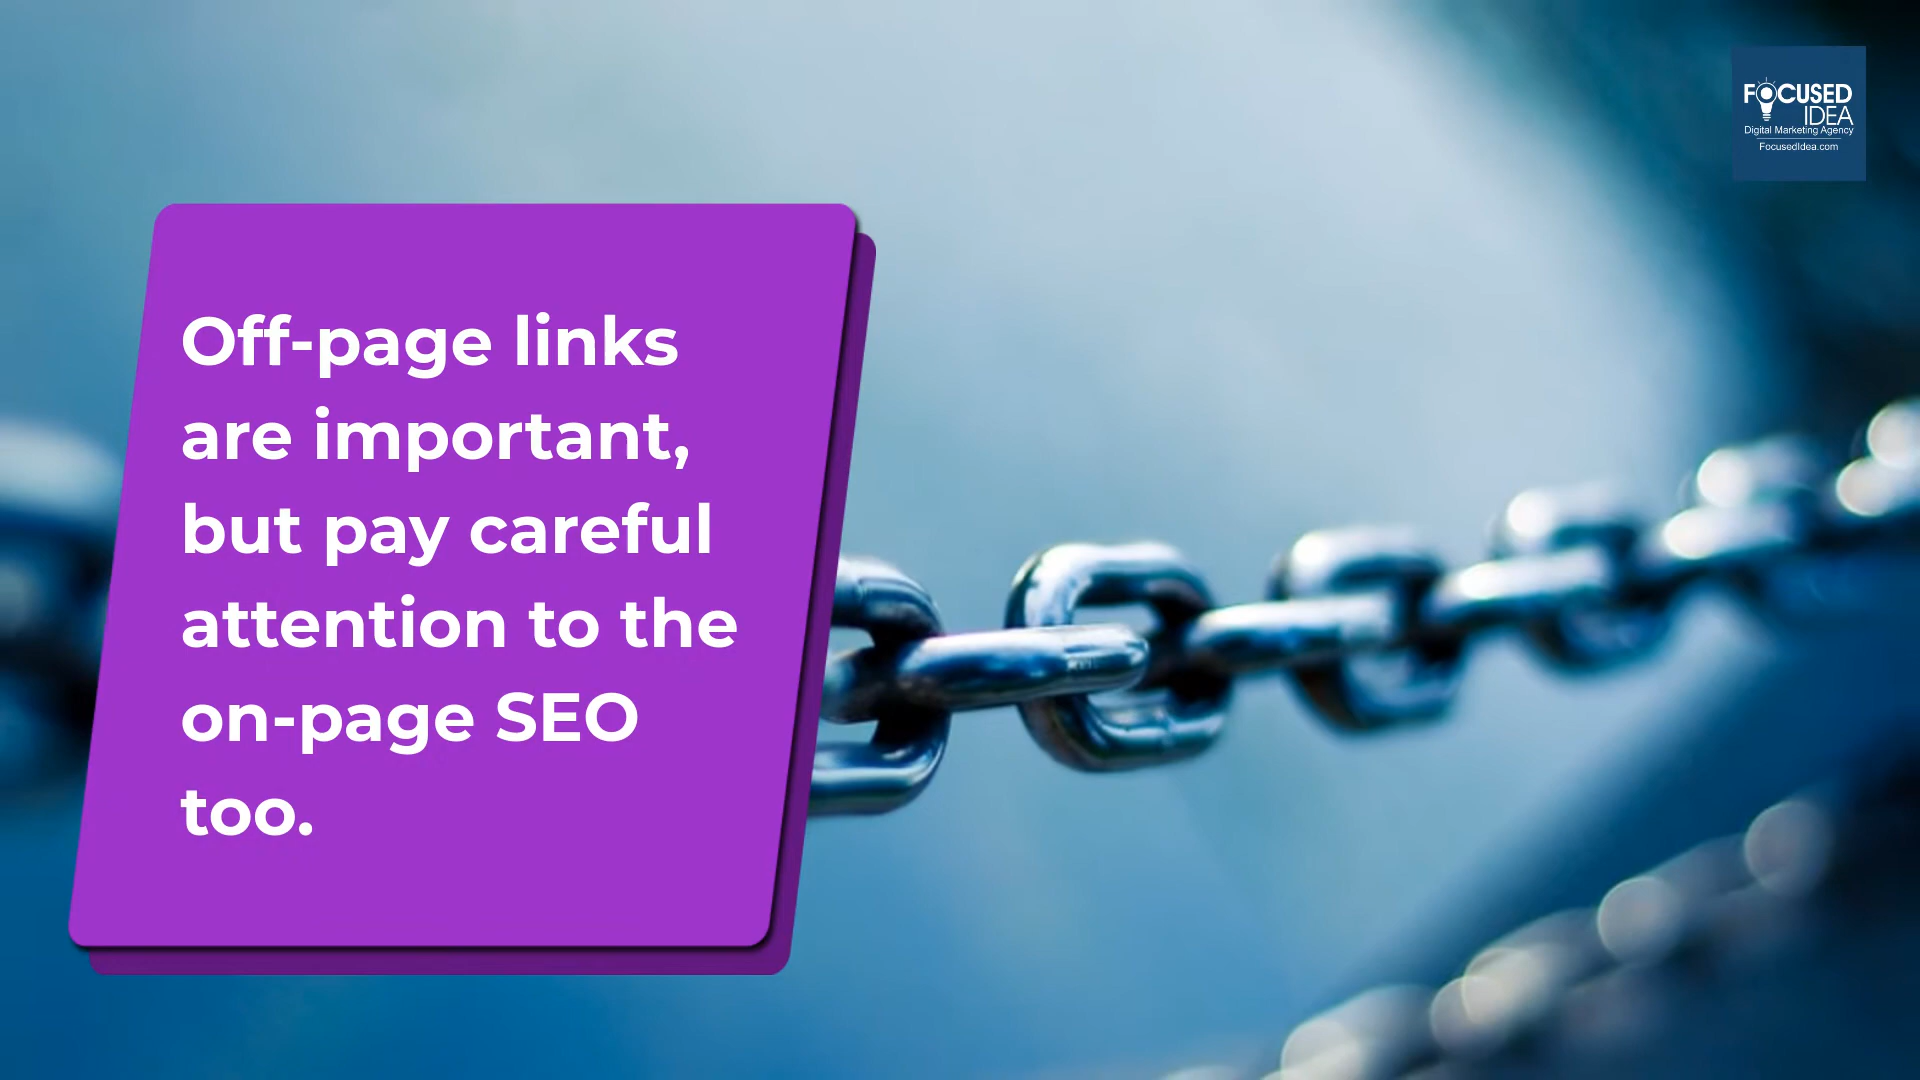 FOCUSED
IDEA
Digital Marketing Agency
FocusedIdea.com
Off-page links
are important,
but pay careful
attention to the
on-page SEO
too.